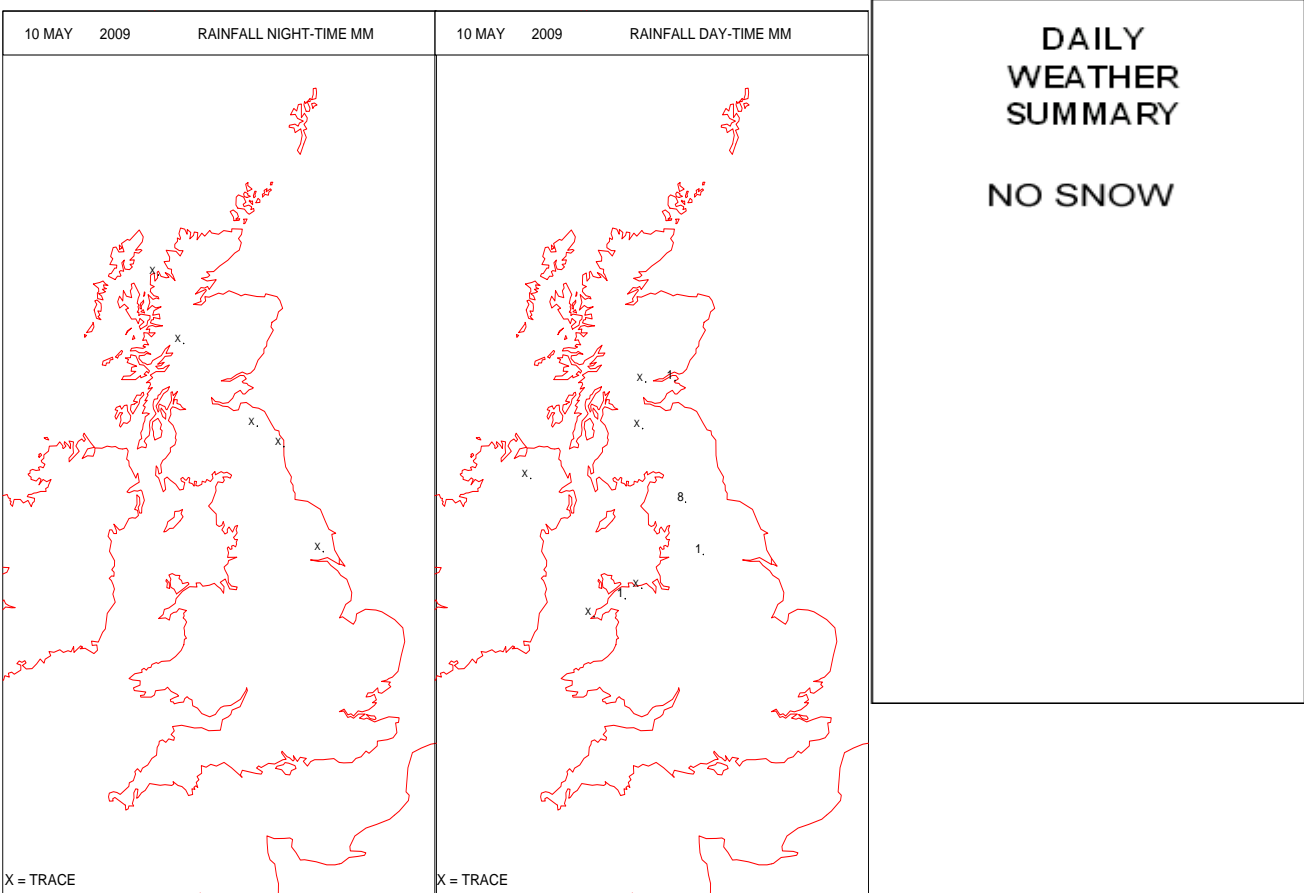 10 MAY 2009 RAINFALL NIGHT-TIME MM
X.
X.
X.
X.
X.
X = TRACE
10 MAY 2009 RAINFALL DAY-TIME MM
X. 1.
X.
X.
8.
1.
X.
1.
X.
X = TRACE
DAILY
WEATHER
SUMMARY
NO SNOW